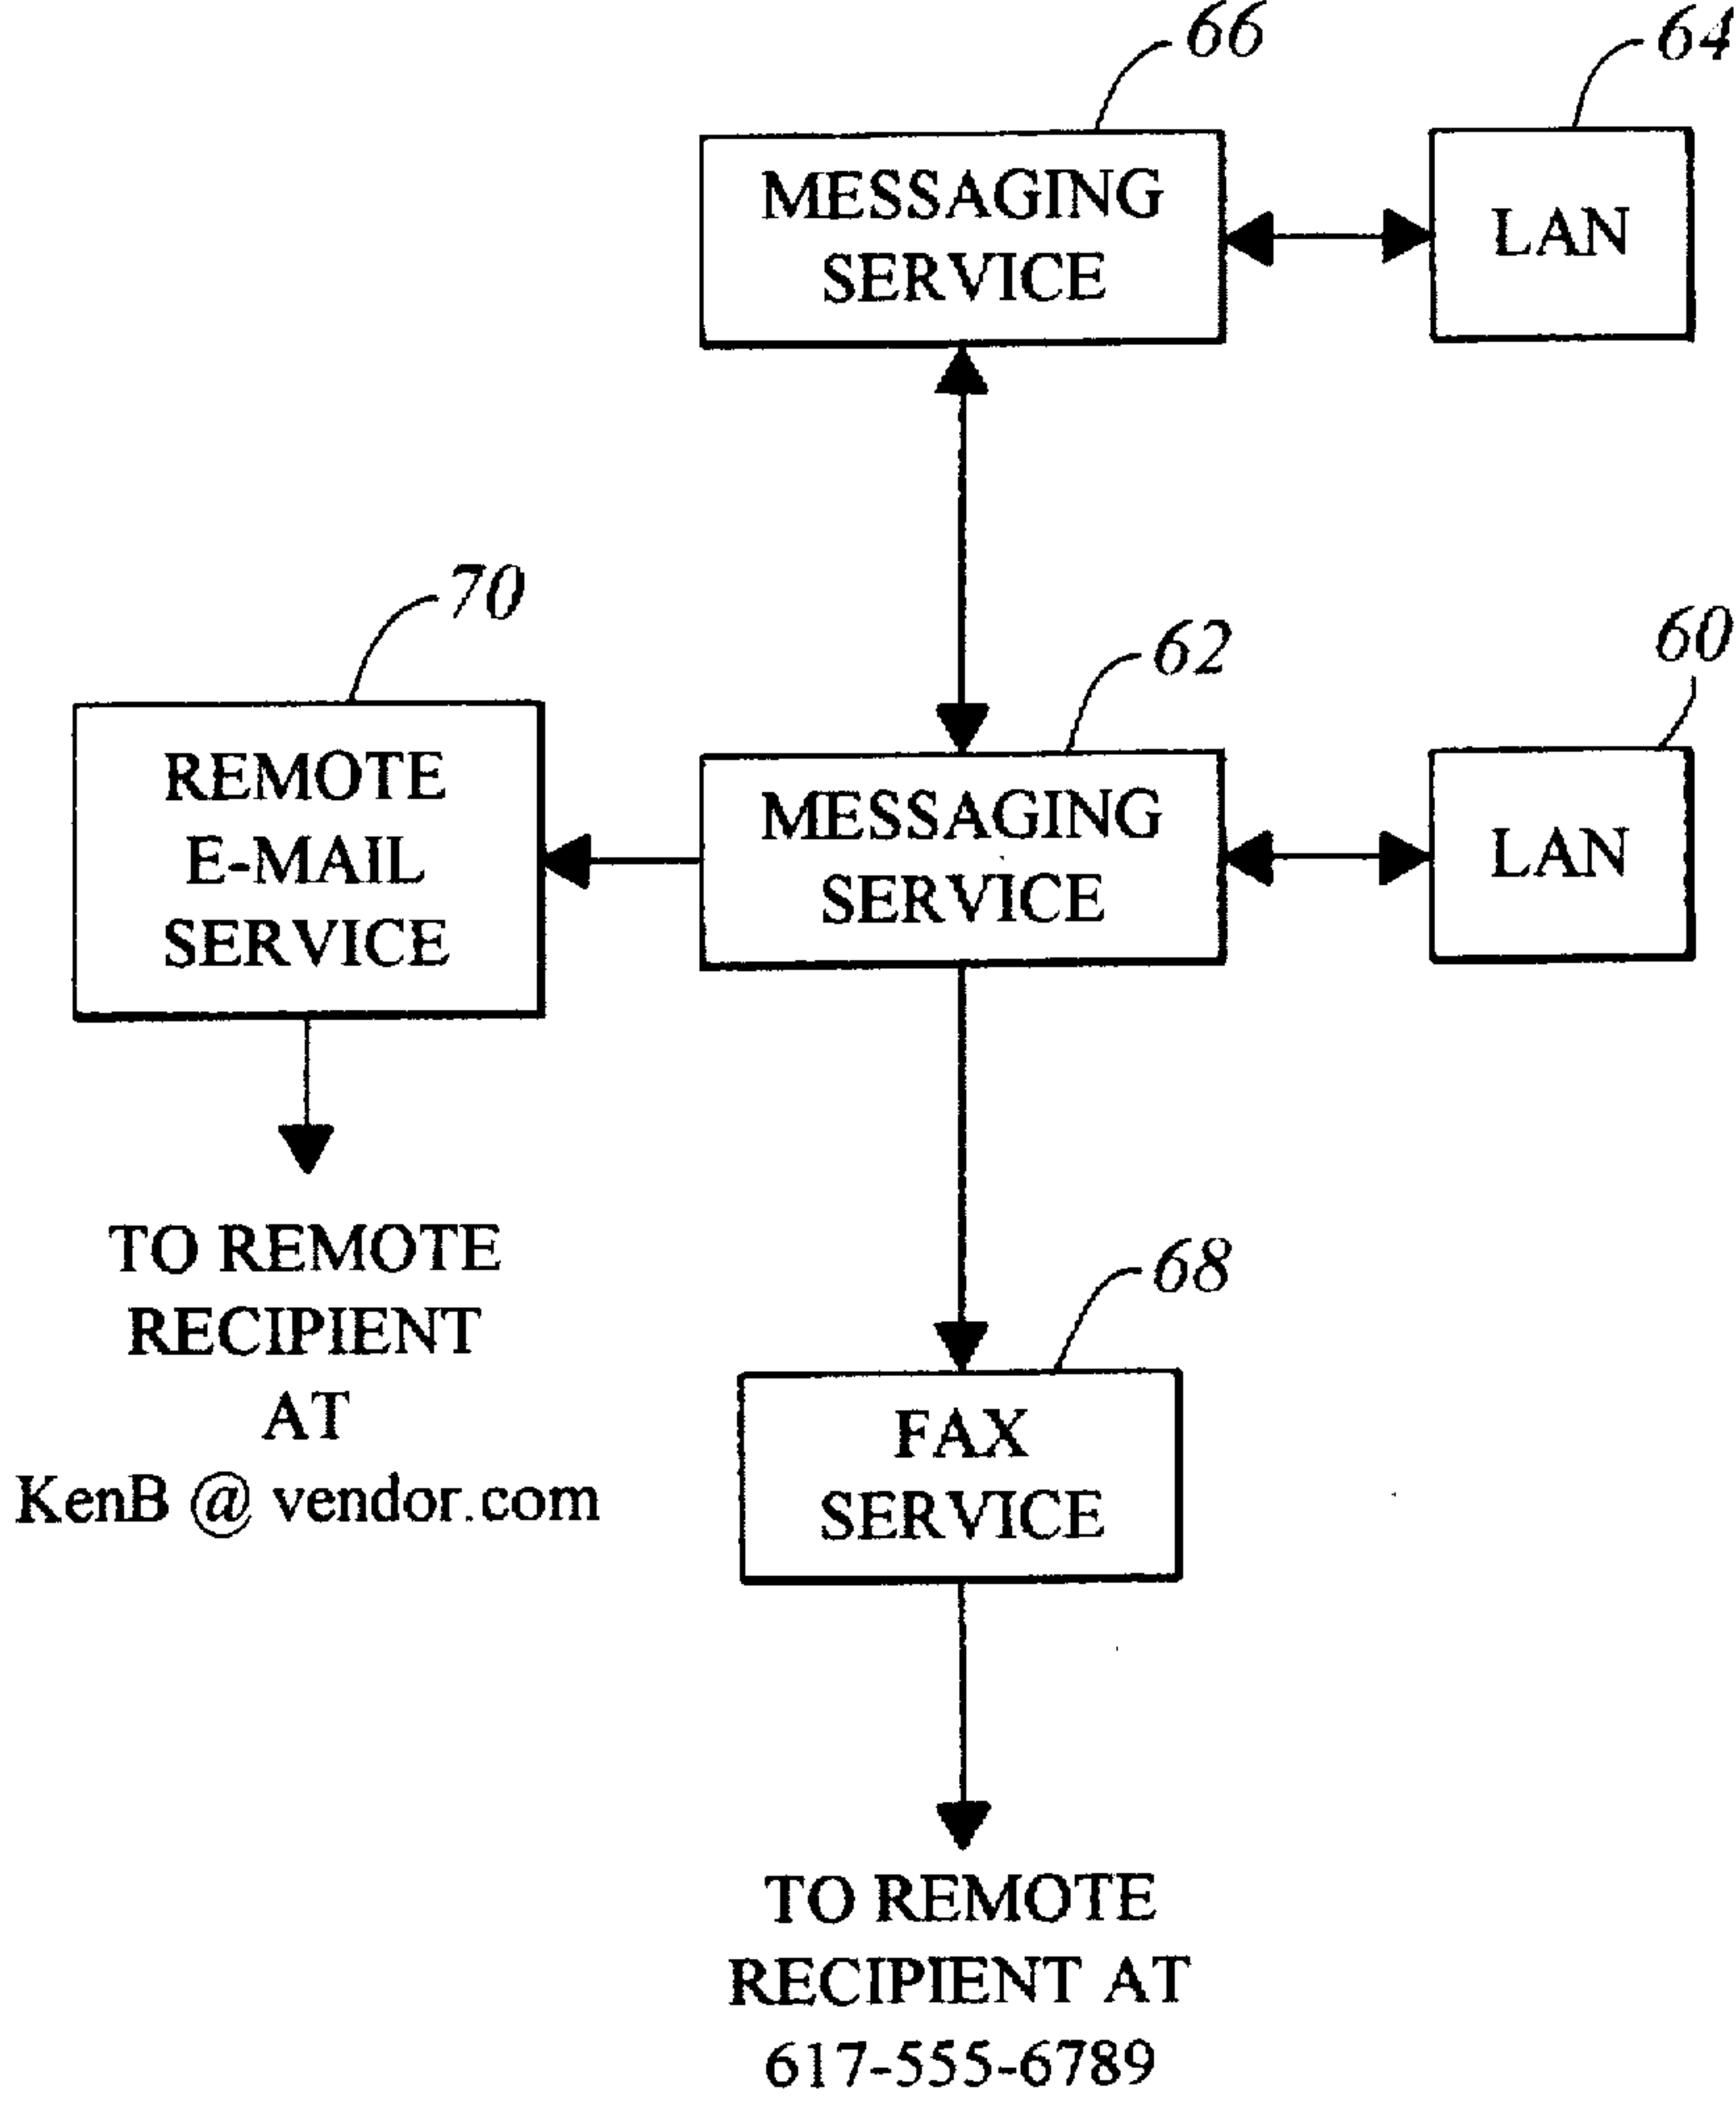 66
64
MESSAGING
SERVICE
LAN
70
62
60
REMOTE
E-MAIL
SERVICE
MESSAGING
SERVICE
LAN
TO REMOTE
RECIPIENT
AT
KenB @ vendor.com
68
FAX
SERVICE
TO REMOTE
RECIPIENT AT
617-555-6789